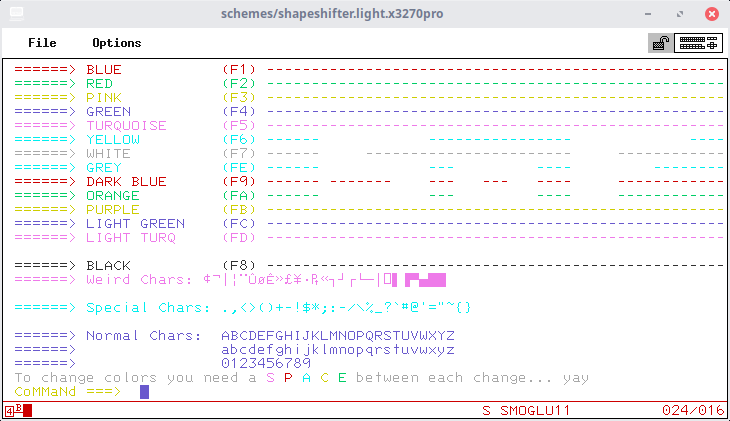 schemes/shapeshifter.light.x3270pro
File Options
======> BLUE (F1) ----------------------------------------------------
======> RED (F2) ----------------------------------------------------
======> PINK (F3) ----------------------------------------------------
======> GREEN (F4) ----------------------------------------------------
======> TURQUOISE (F5) ----------------------------------------------------
======> YELLOW (F6) ------ --- ------ -------- -----------
======> WHITE (F7) ------ --- ------ -------- -----------
======> GREY (FE) ------ --- ------ -------- -----------
======> DARK BLUE (F9) ------------------ --- --- ------ -----------
======> ORANGE (FA) ------------------ --- --- ------ -----------
======> PURPLE (FB) ------------------ --- --- ------ -----------
======> LIGHT GREEN (FC) ----------------------------------------------------
======> LIGHT TURQ (FD) ----------------------------------------------------
======> BLACK (F8) ----------------------------------------------------
======> Weird Chars: ¢¬|¦¨ÛøÊ»£¥·₧«┐┘┌└─│
======> Special Chars: .,<>()+-!$*;:-/\%_?`#@'="~{}
======> Normal Chars: ABCDEFGHIJKLMNOPQRSTUVWXYZ
======> abcdefghijklmnopqrstuvwxyz
======> 0123456789
To change colors you need a S P A C E between each change... yay
CoMMaNd ===>
4 B S SMOGLU11 024/016